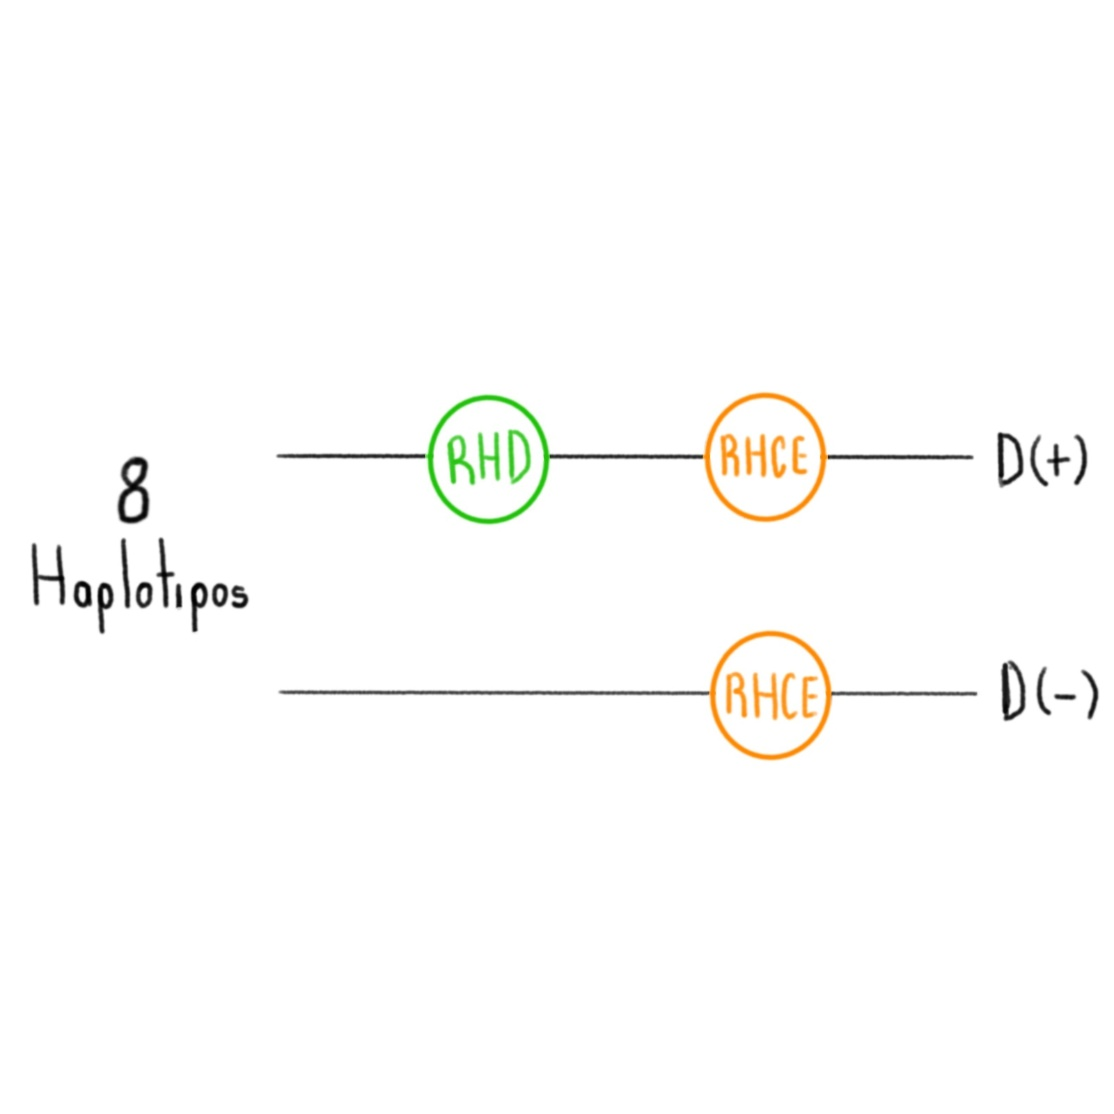 8
Haplotipos
RHD RHCE D(+)
RHCE D(-)